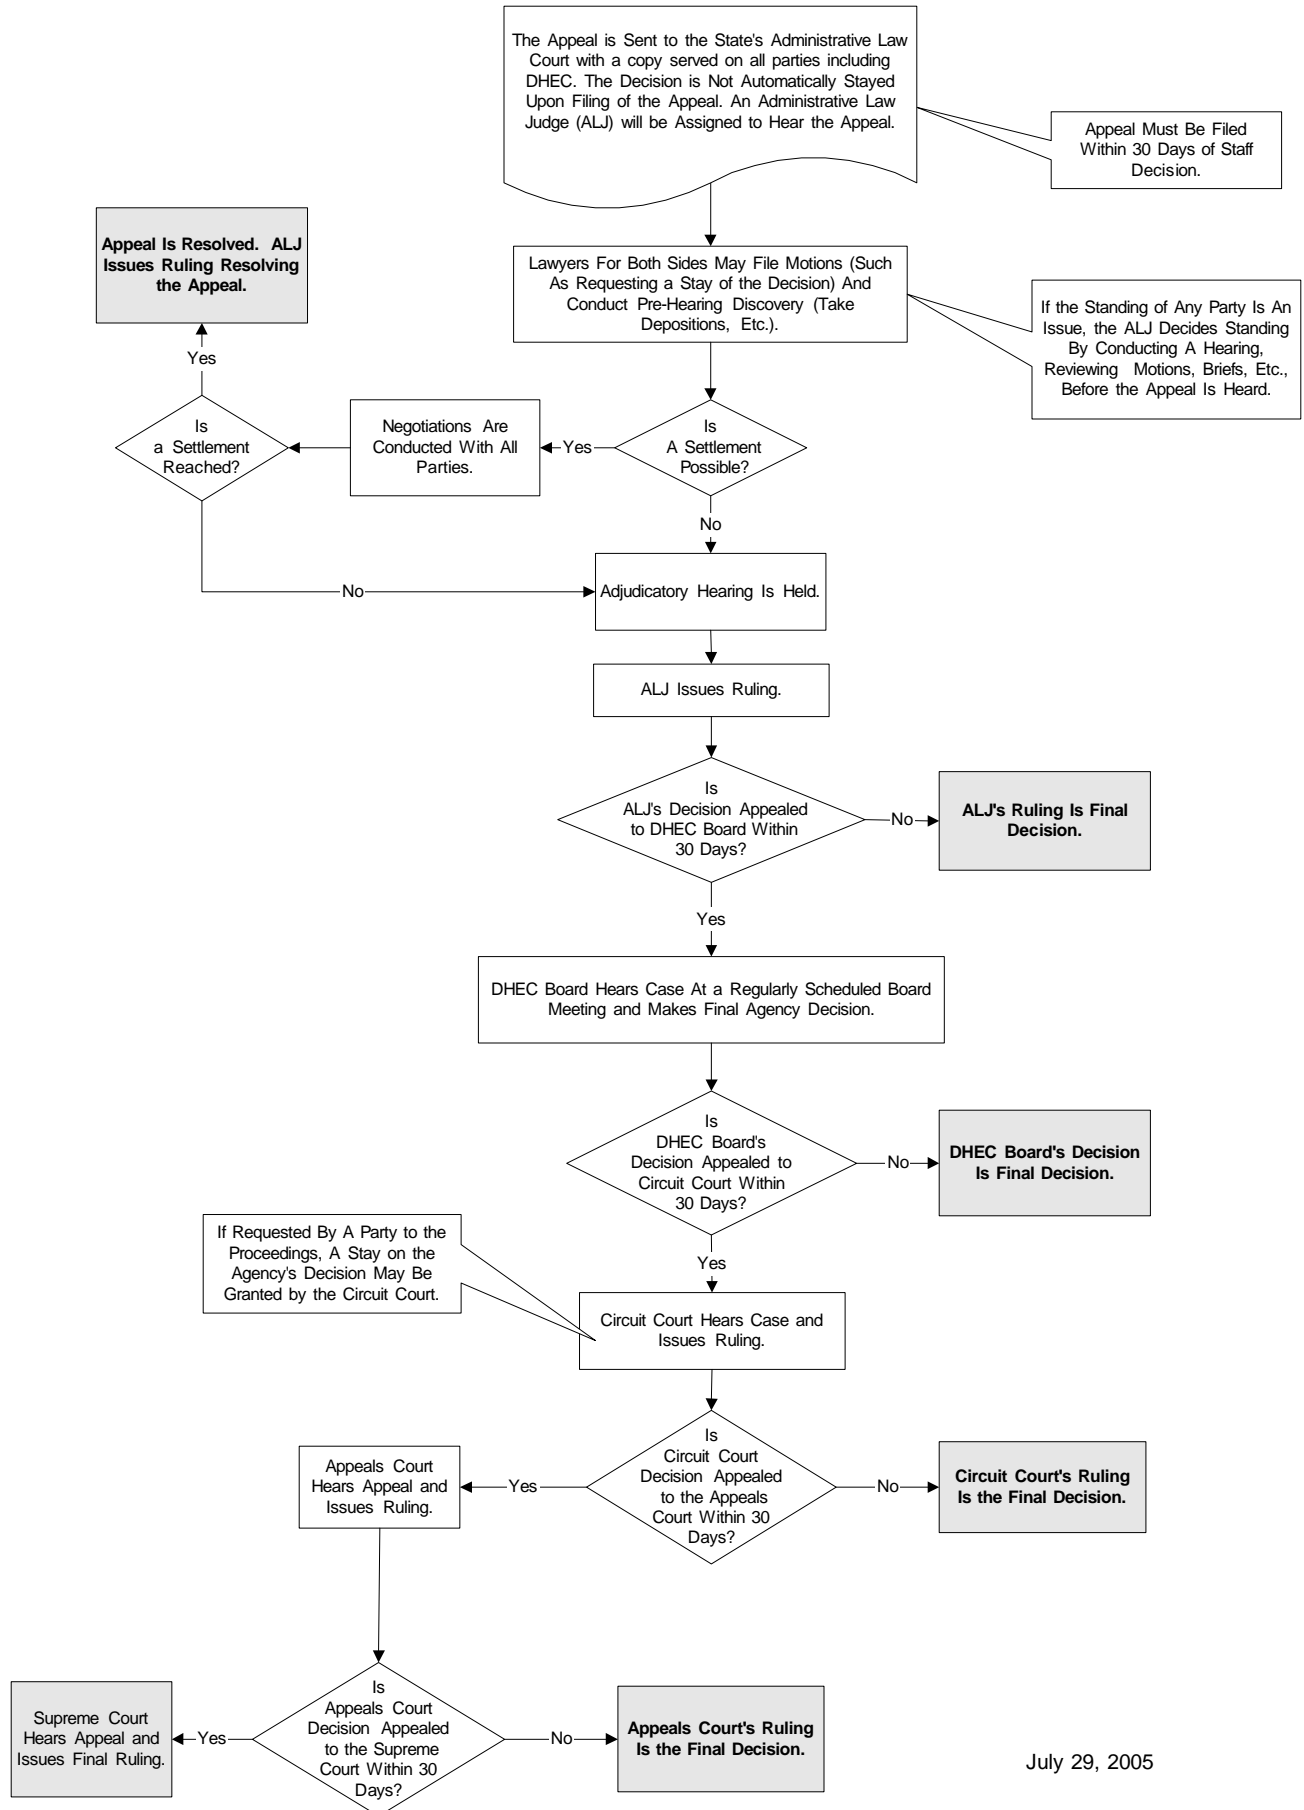 The Appeal is Sent to the State's Administrative Law
Court with a copy served on all parties including
DHEC. The Decision is Not Automatically Stayed
Upon Filing of the Appeal. An Administrative Law
Judge (ALJ) will be Assigned to Hear the Appeal.
Appeal Must Be Filed
Within 30 Days of Staff
Decision.
Appeal Is Resolved. ALJ
Issues Ruling Resolving
the Appeal.
Lawyers For Both Sides May File Motions (Such
As Requesting a Stay of the Decision) And
Conduct Pre-Hearing Discovery (Take
Depositions, Etc.).
If the Standing of Any Party Is An
Issue, the ALJ Decides Standing
By Conducting A Hearing,
Reviewing Motions, Briefs, Etc.,
Before the Appeal Is Heard.
Yes
Is
a Settlement
Reached?
Negotiations Are
Conducted With All
Parties.
Yes
Is
A Settlement
Possible?
No
No
Adjudicatory Hearing Is Held.
ALJ Issues Ruling.
Is
ALJ's Decision Appealed
to DHEC Board Within
30 Days?
No
ALJ's Ruling Is Final
Decision.
Yes
DHEC Board Hears Case At a Regularly Scheduled Board
Meeting and Makes Final Agency Decision.
Is
DHEC Board's
Decision Appealed to
Circuit Court Within
30 Days?
No
DHEC Board's Decision
Is Final Decision.
If Requested By A Party to the
Proceedings, A Stay on the
Agency's Decision May Be
Granted by the Circuit Court.
Yes
Circuit Court Hears Case and
Issues Ruling.
Is
Circuit Court
Decision Appealed
to the Appeals
Court Within 30
Days?
Yes
Appeals Court
Hears Appeal and
Issues Ruling.
No
Circuit Court's Ruling
Is the Final Decision.
Is
Appeals Court
Decision Appealed
to the Supreme
Court Within 30
Days?
Yes
Supreme Court
Hears Appeal and
Issues Final Ruling.
No
Appeals Court's Ruling
Is the Final Decision.
July 29, 2005